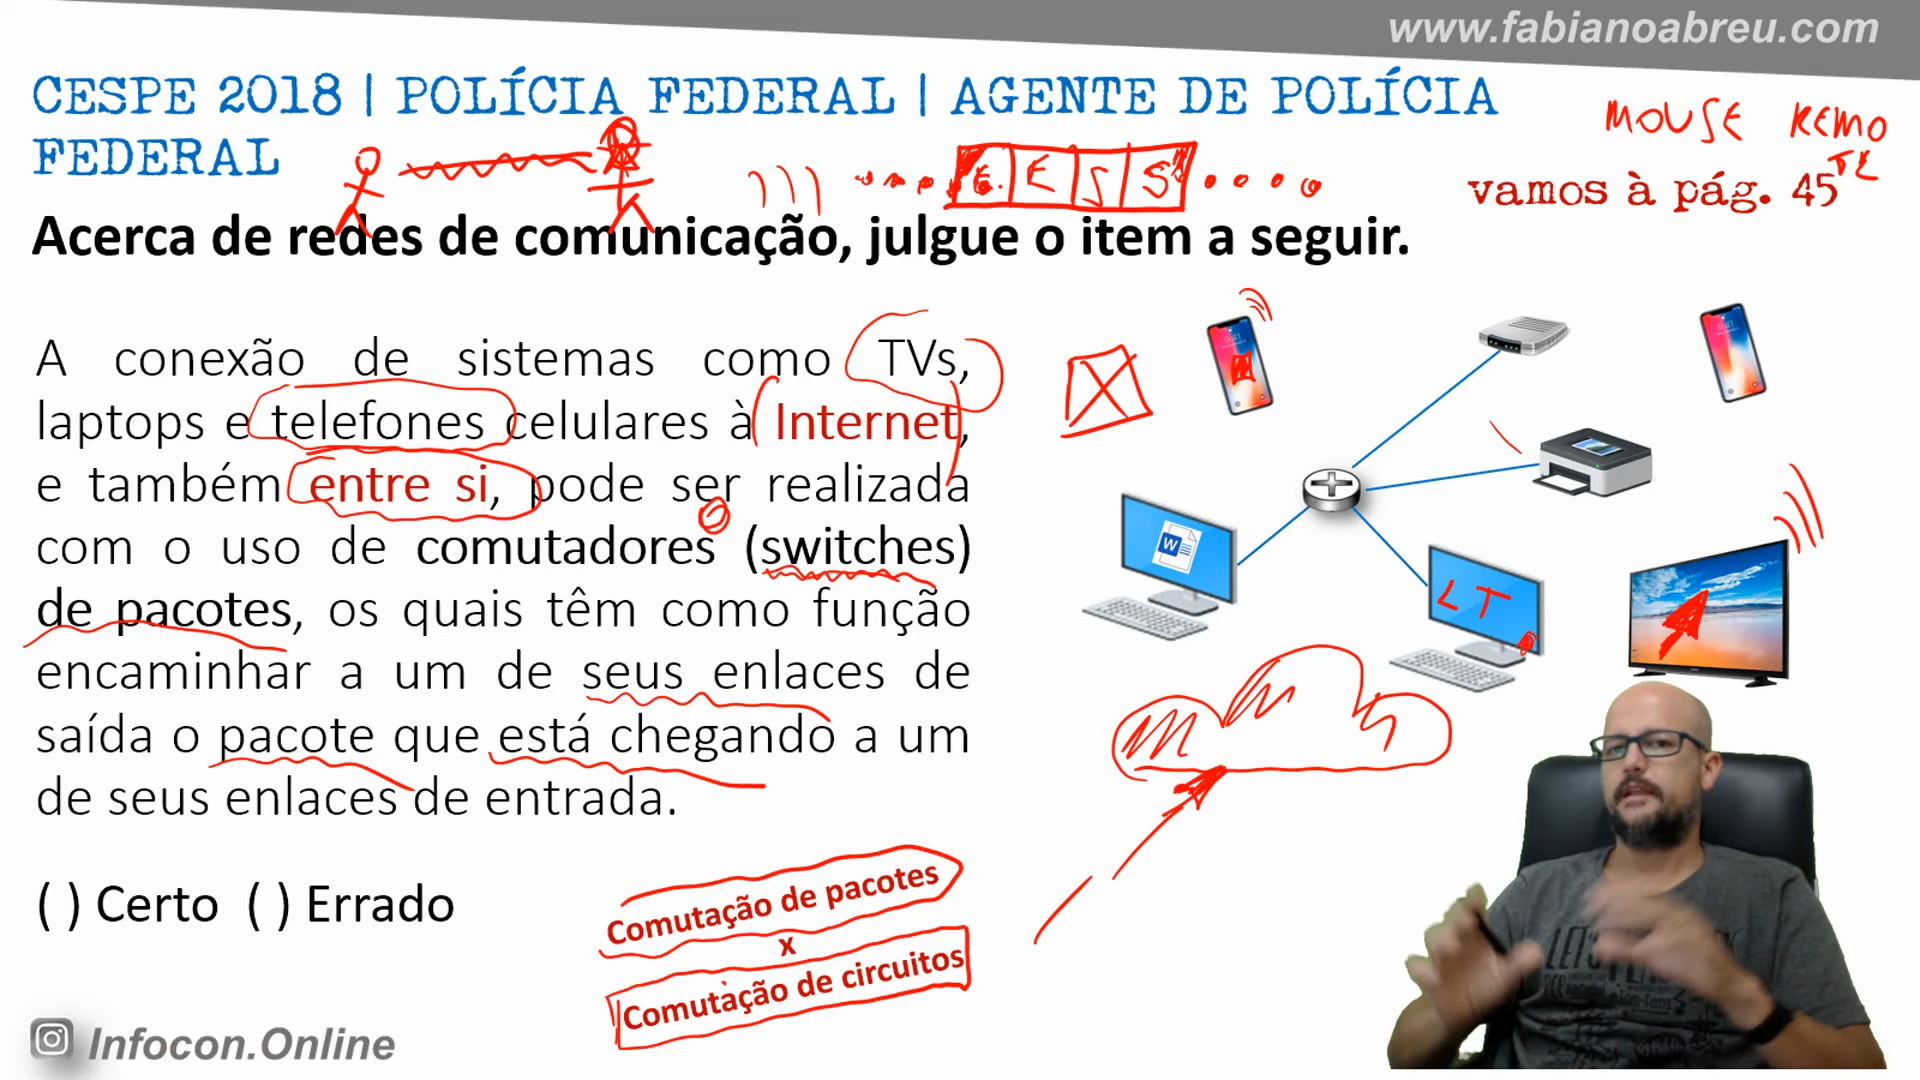 www.fabianoabreu.com
CESPE 2018 | POLÍCIA FEDERAL | AGENTE DE POLÍCIA
FEDERAL
MOUSE REMO
TE
E E S S
vamos à pág. 45
Acerca de redes de comunicação, julgue o item a seguir.
A conexão de sistemas como TVs,
laptops e telefones celulares à Internet,
e também entre si, pode ser realizada
com o uso de comutadores (switches)
de pacotes, os quais têm como função
encaminhar a um de seus enlaces de
saída o pacote que está chegando a um
de seus enlaces de entrada.
W
LT
( ) Certo ( ) Errado
Comutação de pacotes
x
Comutação de circuitos
Infocon.Online